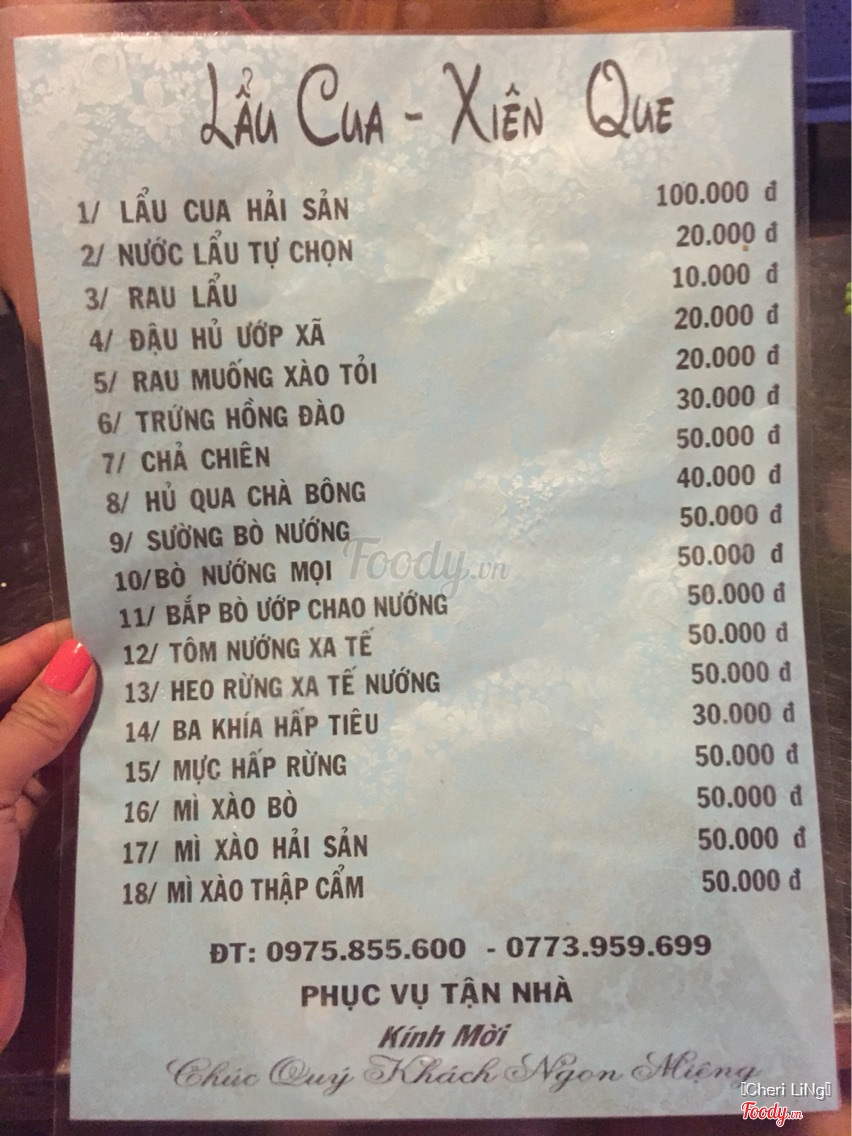 Lẩu Cua - Xiên Que
1/ LẨU CUA HẢI SẢN 100.000 đ
2/ NƯỚC LẨU TỰ CHỌN 20.000 đ
3/ RAU LẨU 10.000 đ
4/ ĐẬU HỦ ƯỚP XÃ 20.000 đ
5/ RAU MUỐNG XÀO TỎI 20.000 đ
6/ TRỨNG HỒNG ĐÀO 30.000 đ
7/ CHẢ CHIÊN 50.000 đ
8/ HỦ QUA CHÀ BÔNG 40.000 đ
9/ SƯỜNG BÒ NƯỚNG 50.000 đ
10/ BÒ NƯỚNG MỌI 50.000 đ
11/ BẮP BÒ ƯỚP CHAO NƯỚNG 50.000 đ
12/ TÔM NƯỚNG XA TẾ 50.000 đ
13/ HEO RỪNG XA TẾ NƯỚNG 50.000 đ
14/ BA KHÍA HẤP TIÊU 30.000 đ
15/ MỰC HẤP RỪNG 50.000 đ
16/ MÌ XÀO BÒ 50.000 đ
17/ MÌ XÀO HẢI SẢN 50.000 đ
18/ MÌ XÀO THẬP CẨM 50.000 đ
ĐT: 0975.855.600 - 0773.959.699
PHỤC VỤ TẬN NHÀ
Kính Mời
Chúc Quý Khách Ngon Miệng
Foody.vn
Cheri LiNg
Foody.vn